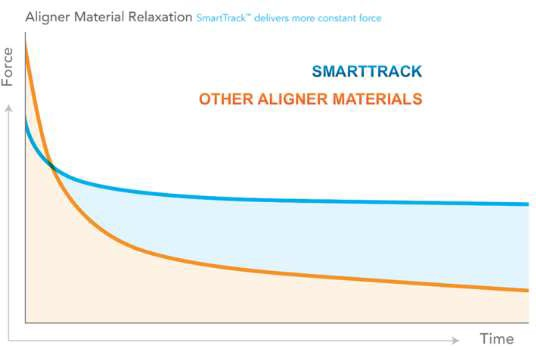 Aligner Material Relaxation SmartTrack™ delivers more constant force
Force
SMARTTRACK
OTHER ALIGNER MATERIALS
Time